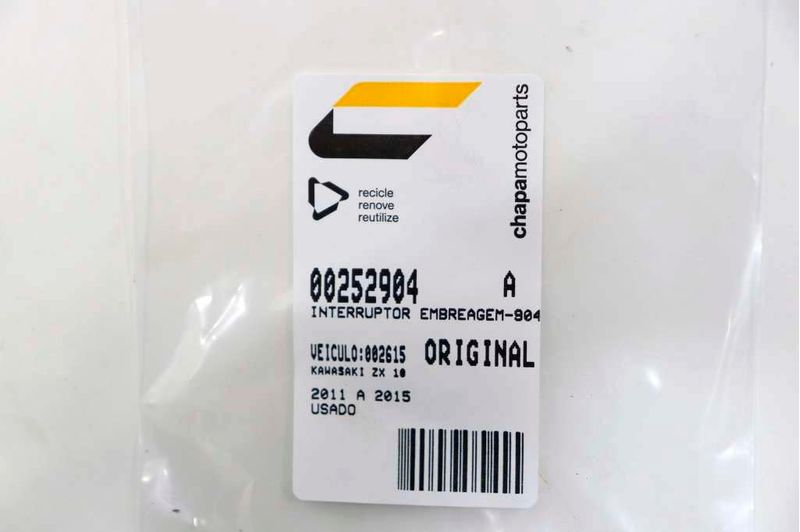 chapamotoparts
recicle
renove
reutilize
00252904 A
INTERRUPTOR EMBREAGEM-904
VEICULO:002615 ORIGINAL
KAWASAKI ZX 10
2011 A 2015
USADO